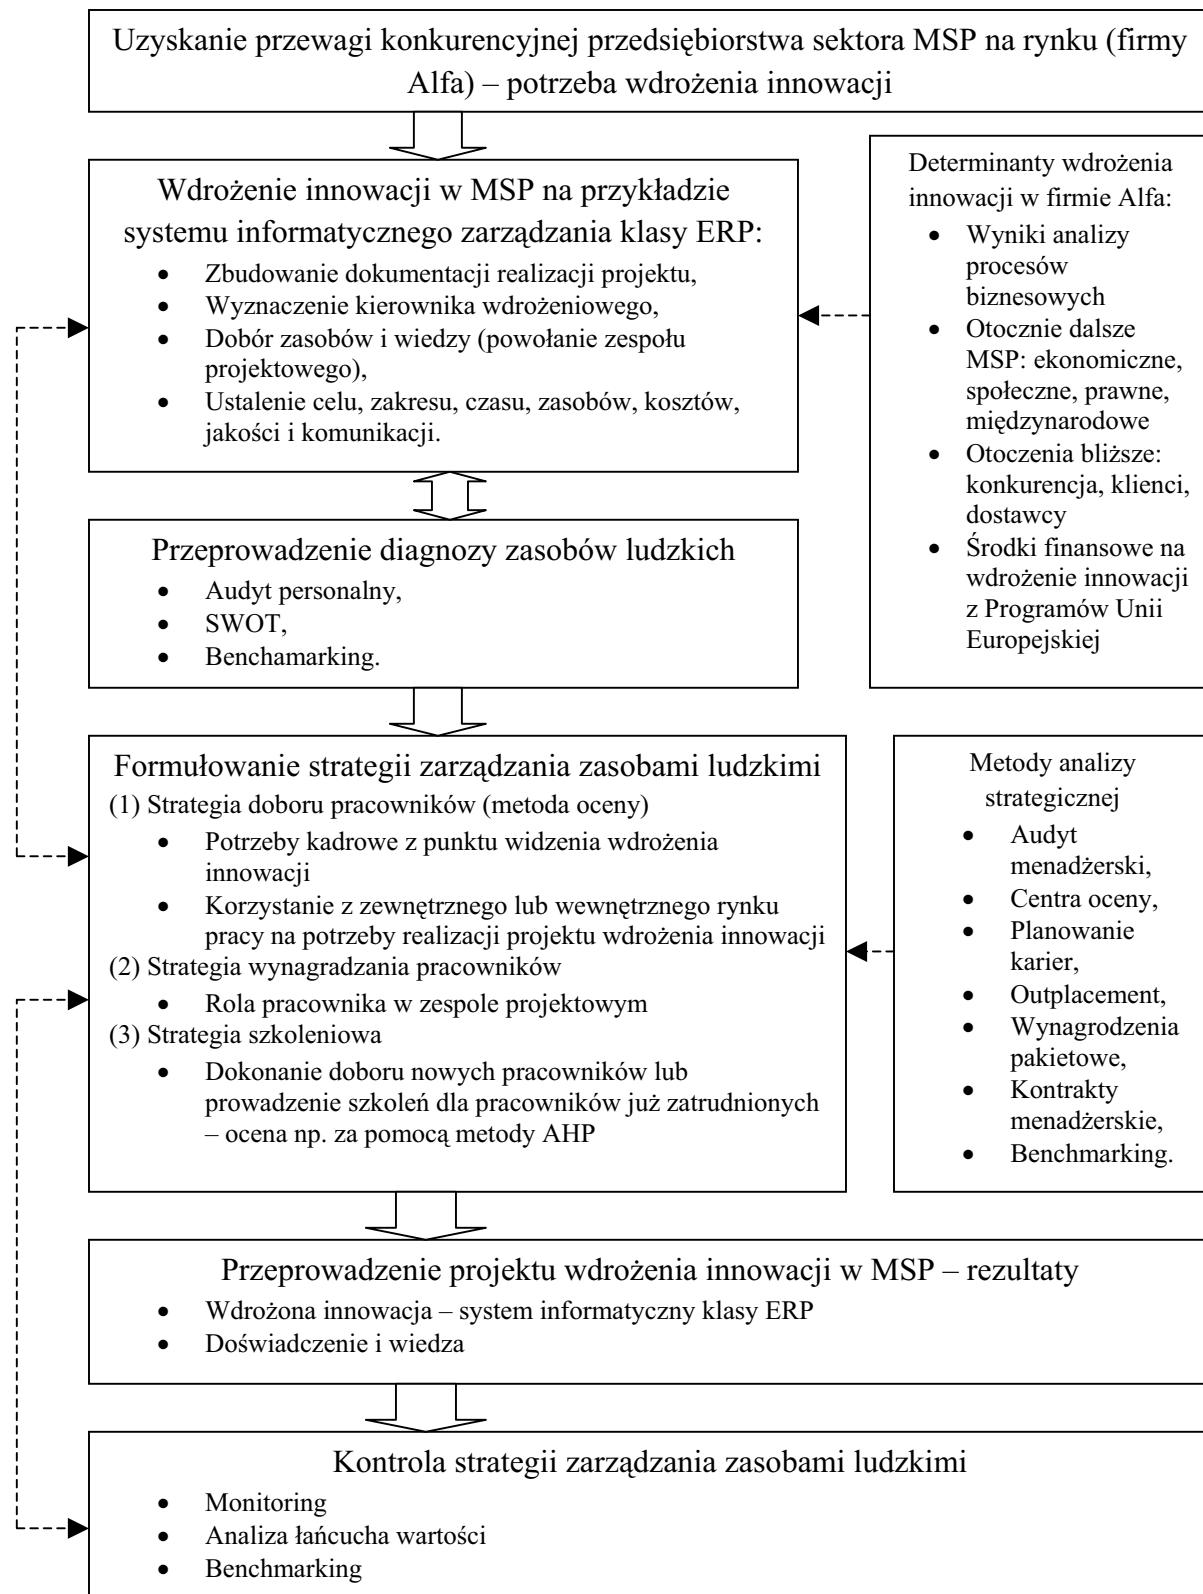 Uzyskanie przewagi konkurencyjnej przedsiębiorstwa sektora MSP na rynku (firmy
Alfa) – potrzeba wdrożenia innowacji
Wdrożenie innowacji w MSP na przykładzie
systemu informatycznego zarządzania klasy ERP:
• Zbudowanie dokumentacji realizacji projektu,
• Wyznaczenie kierownika wdrożeniowego,
• Dobór zasobów i wiedzy (powołanie zespołu
projektowego),
• Ustalenie celu, zakresu, czasu, zasobów, kosztów,
jakości i komunikacji.
Determinanty wdrożenia
innowacji w firmie Alfa:
• Wyniki analizy
procesów
biznesowych
• Otocznie dalsze
MSP: ekonomiczne,
społeczne, prawne,
międzynarodowe
• Otoczenia bliższe:
konkurencja, klienci,
dostawcy
• Środki finansowe na
wdrożenie innowacji
z Programów Unii
Europejskiej
Przeprowadzenie diagnozy zasobów ludzkich
• Audyt personalny,
• SWOT,
• Benchamarking.
Formułowanie strategii zarządzania zasobami ludzkimi
(1) Strategia doboru pracowników (metoda oceny)
• Potrzeby kadrowe z punktu widzenia wdrożenia
innowacji
• Korzystanie z zewnętrznego lub wewnętrznego rynku
pracy na potrzeby realizacji projektu wdrożenia innowacji
(2) Strategia wynagradzania pracowników
• Rola pracownika w zespole projektowym
(3) Strategia szkoleniowa
• Dokonanie doboru nowych pracowników lub
prowadzenie szkoleń dla pracowników już zatrudnionych
– ocena np. za pomocą metody AHP
Metody analizy
strategicznej
• Audyt
menadżerski,
• Centra oceny,
• Planowanie
karier,
• Outplacement,
• Wynagrodzenia
pakietowe,
• Kontrakty
menadżerskie,
• Benchmarking.
Przeprowadzenie projektu wdrożenia innowacji w MSP – rezultaty
• Wdrożona innowacja – system informatyczny klasy ERP
• Doświadczenie i wiedza
Kontrola strategii zarządzania zasobami ludzkimi
• Monitoring
• Analiza łańcucha wartości
• Benchmarking